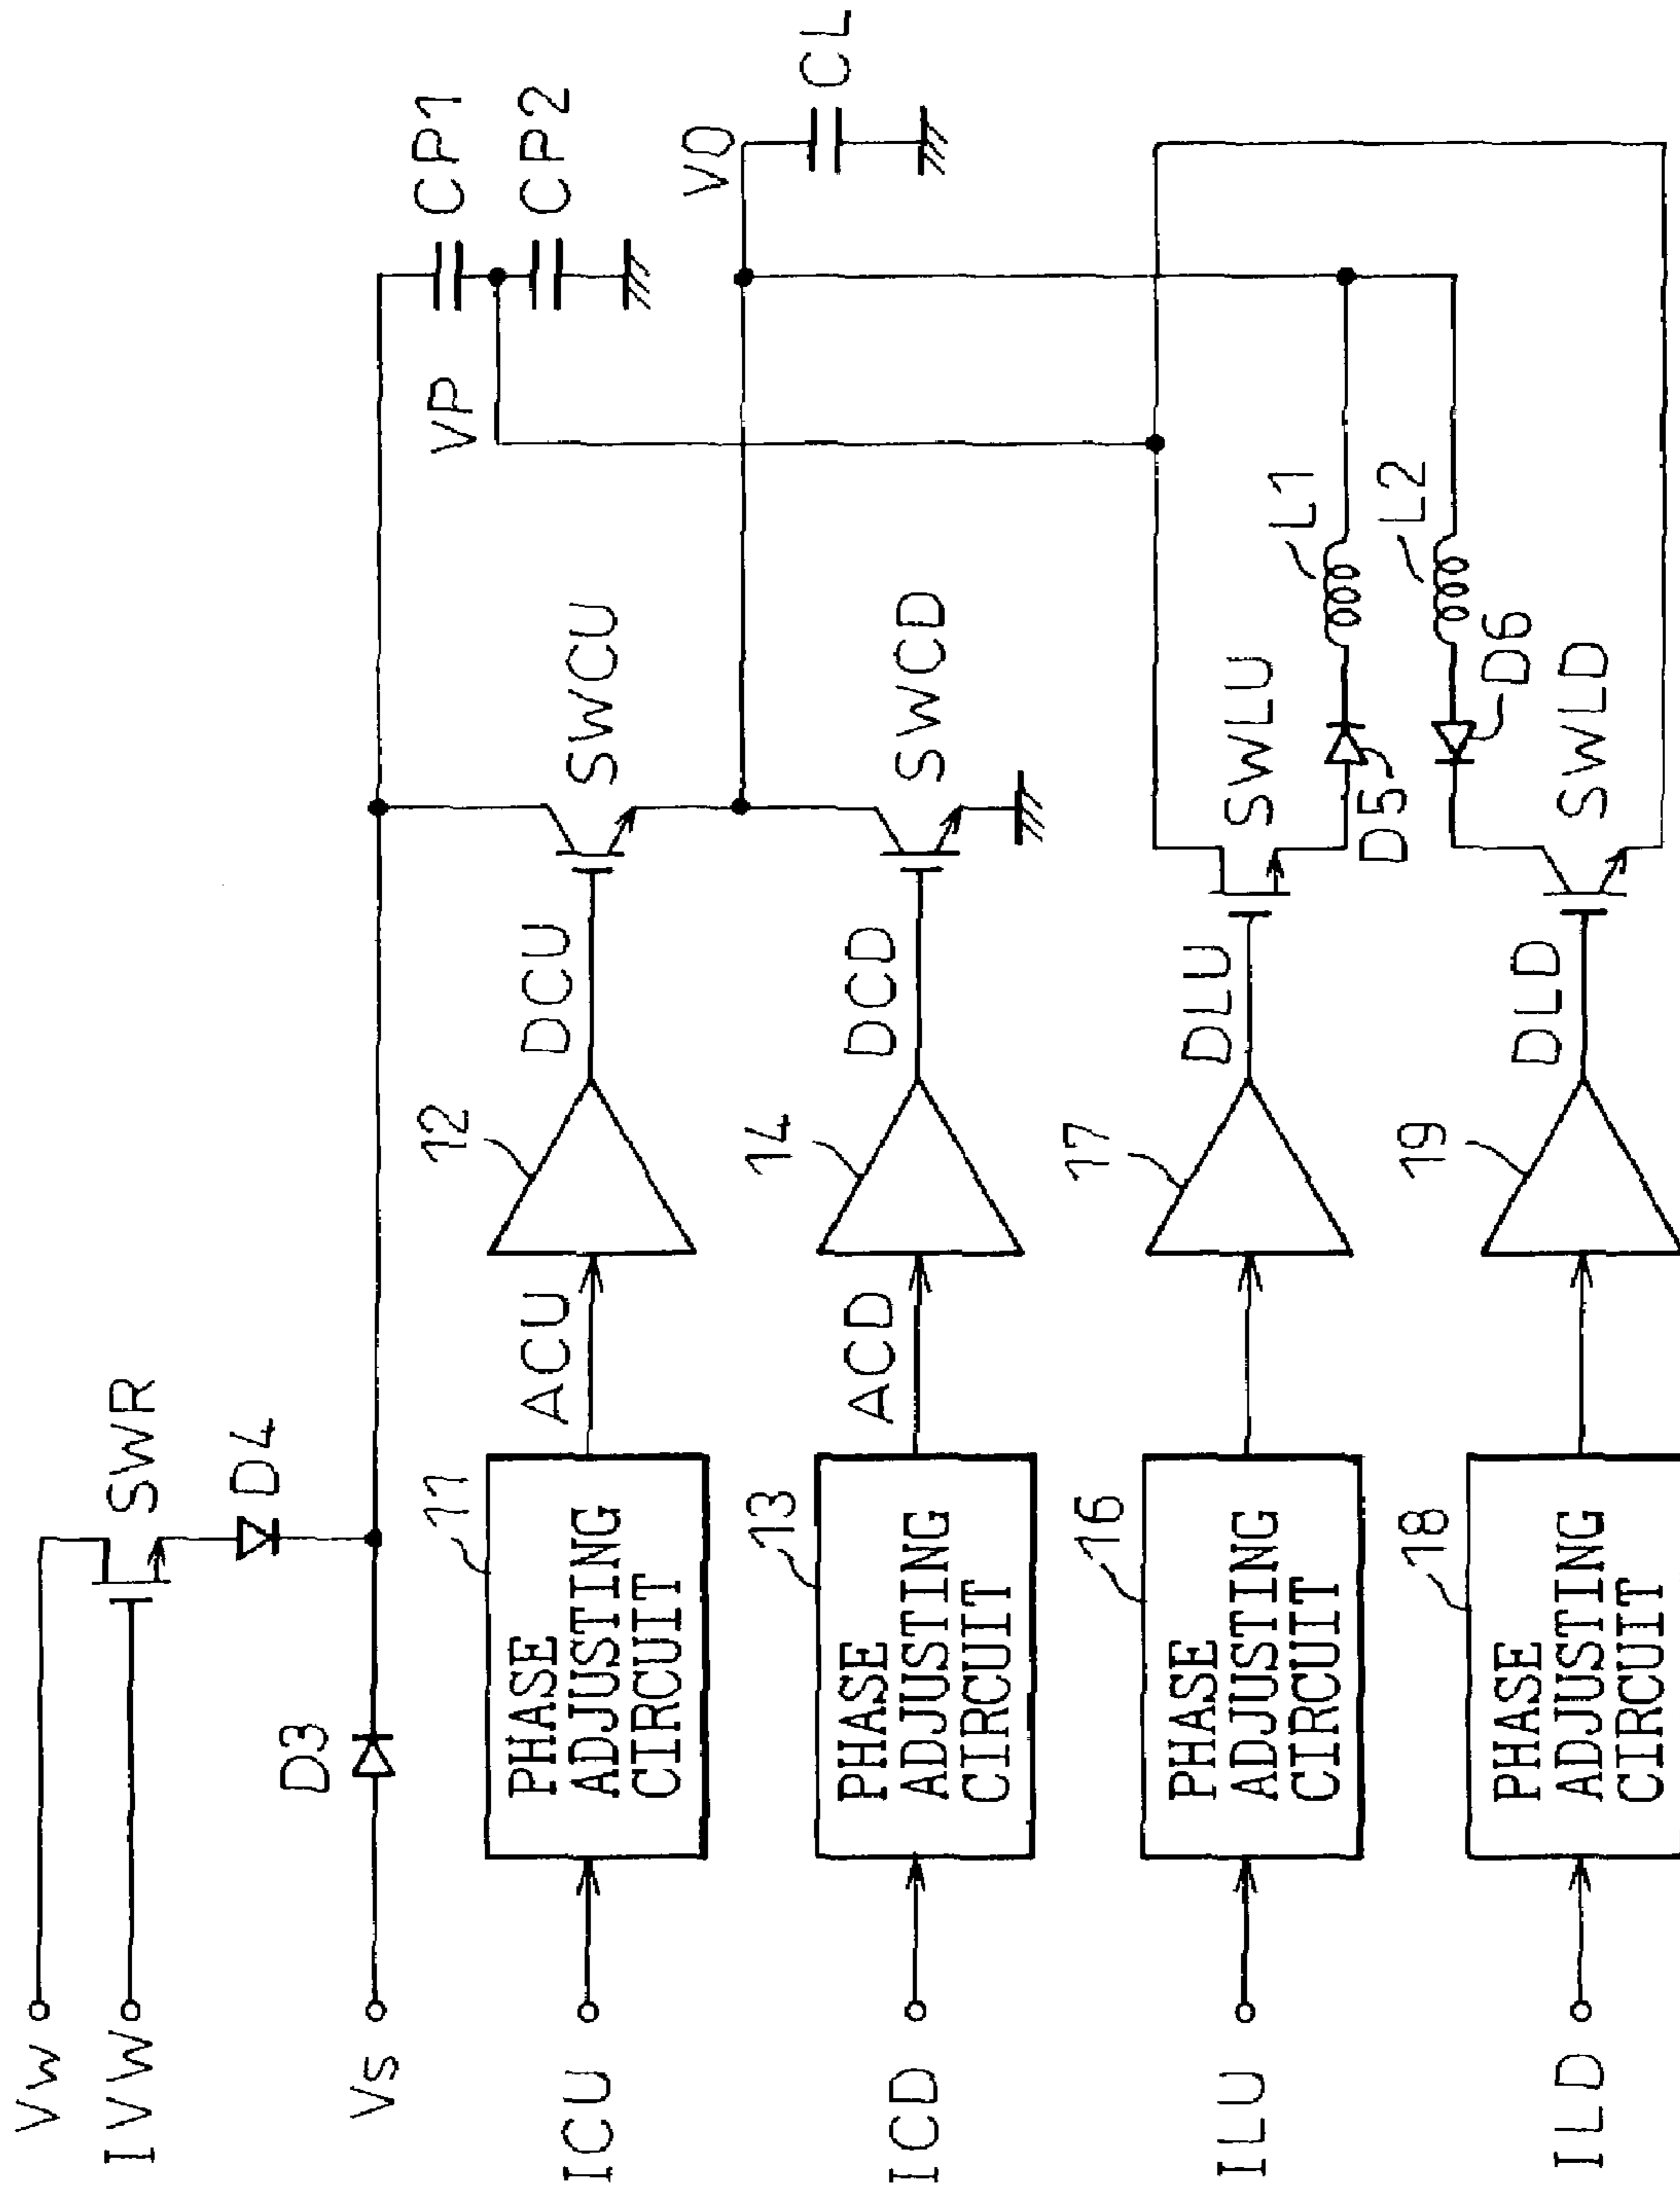 Vw
IVW
SWR
D4
Vs
D3
CP1
CP2
VP
VO
CL
ICU
11
PHASE
ADJUSTING
CIRCUIT
ACU
12
DCU
SWCU
ICD
13
PHASE
ADJUSTING
CIRCUIT
ACD
14
DCD
SWCD
ILU
16
PHASE
ADJUSTING
CIRCUIT
17
DLU
SWLU
D5
L1
L2
D6
ILD
18
PHASE
ADJUSTING
CIRCUIT
19
DLD
SWLD